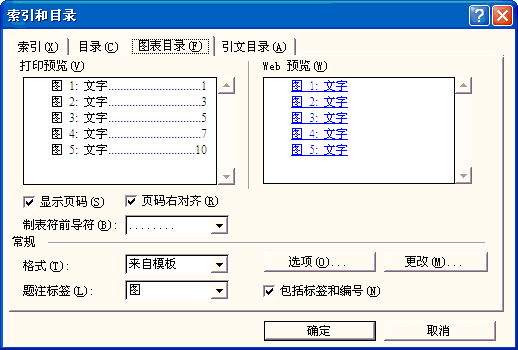 索引和目录
索引(X) 目录(C) 图表目录(F) 引文目录(A)
打印预览(V) Web 预览(W)
图 1: 文字.................................1 图 1: 文字
图 2: 文字.................................3 图 2: 文字
图 3: 文字.................................5 图 3: 文字
图 4: 文字.................................7 图 4: 文字
图 5: 文字...............................10 图 5: 文字
显示页码(S) 页码右对齐(R)
制表符前导符(B): ........
常规
格式(T): 来自模板 选项(O)... 更改(M)...
题注标签(L): 图 包括标签和编号(N)
确定 取消